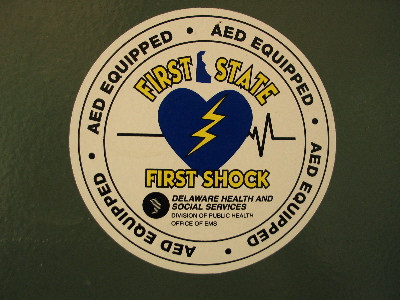 AED EQUIPPED • AED EQUIPPED • AED EQUIPPED • AED EQUIPPED •
FIRST STATE
FIRST SHOCK
DELAWARE HEALTH AND
SOCIAL SERVICES
DIVISION OF PUBLIC HEALTH
OFFICE OF EMS